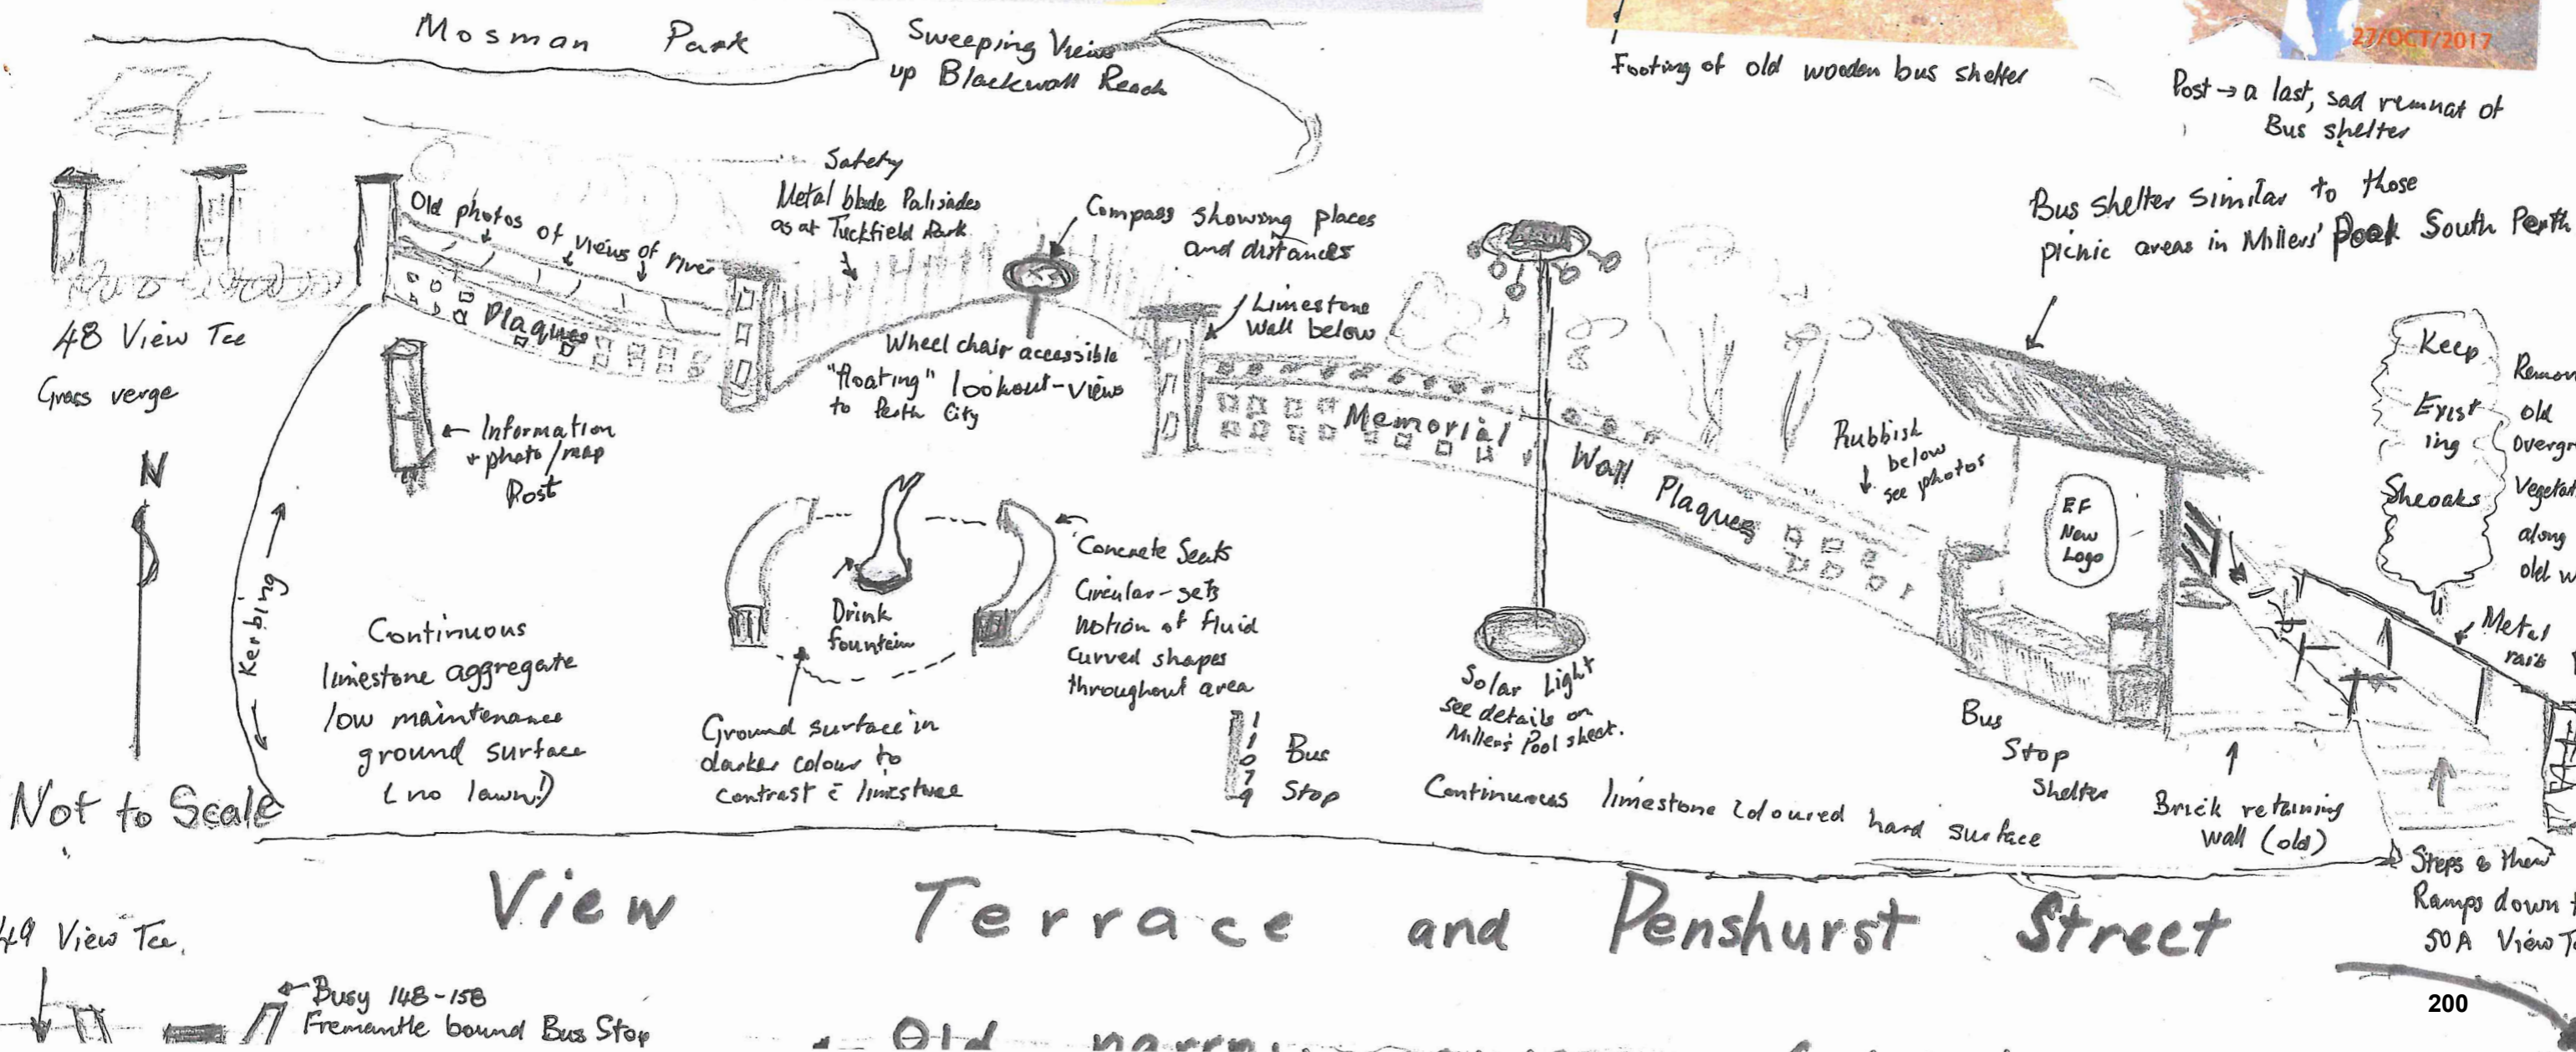 Mosman Park
Sweeping Views
up Blackwall Reach
27/OCT/2017
Footing of old wooden bus shelter
Post → a last, sad remnat of
Bus shelter
Bus shelter similar to those
picnic areas in Millers' Pool South Perth
Safety
Metal blade Palisades
as at Tuckfield Park
Compass showing places
and distances
Old photos of views of river
Plaques
48 View Tce
Grass verge
Limestone
Wall below
Wheel chair accessible
"floating" lookout-views
to Perth City
Information
+ photo/map
Post
Memorial
Wall Plaques
Rubbish
below
see photos
EF
New
Logo
Keep
Exist
ing
Sheoaks
old
along
Metal
rails
N
Kerbing
Not to Scale
Continuous
limestone aggregate
low maintenance
ground surface
(no lawn!)
Drink
fountain
Concrete Seats
Circular-sets
Motion of fluid
curved shapes
throughout area
Ground surface in
darker colour to
contrast c̄ limestone
11079
Bus
Stop
Solar Light
see details on
Miller's Pool sheet.
Continuous limestone coloured hard surface
Bus
Stop
Shelter
Brick retaining
wall (old)
Steps & then
Ramps down
50A View
View Terrace and Penshurst Street
49 View Tce.
Busy 148-158
Fremantle bound Bus Stop
Old
200